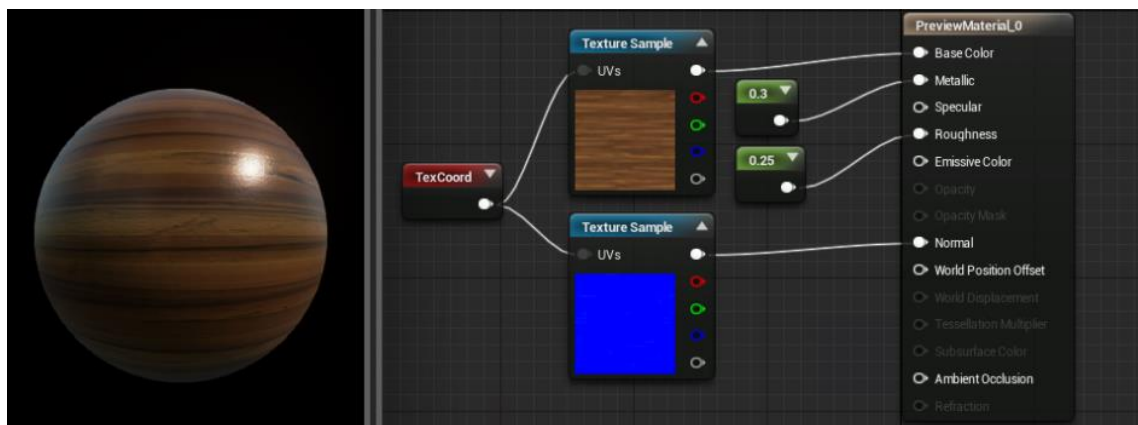 TexCoord
Texture Sample
UVs
Texture Sample
UVs
0.3
0.25
PreviewMaterial_0
Base Color
Metallic
Specular
Roughness
Emissive Color
Opacity
Opacity Mask
Normal
World Position Offset
World Displacement
Tessellation Multiplier
Subsurface Color
Ambient Occlusion
Refraction